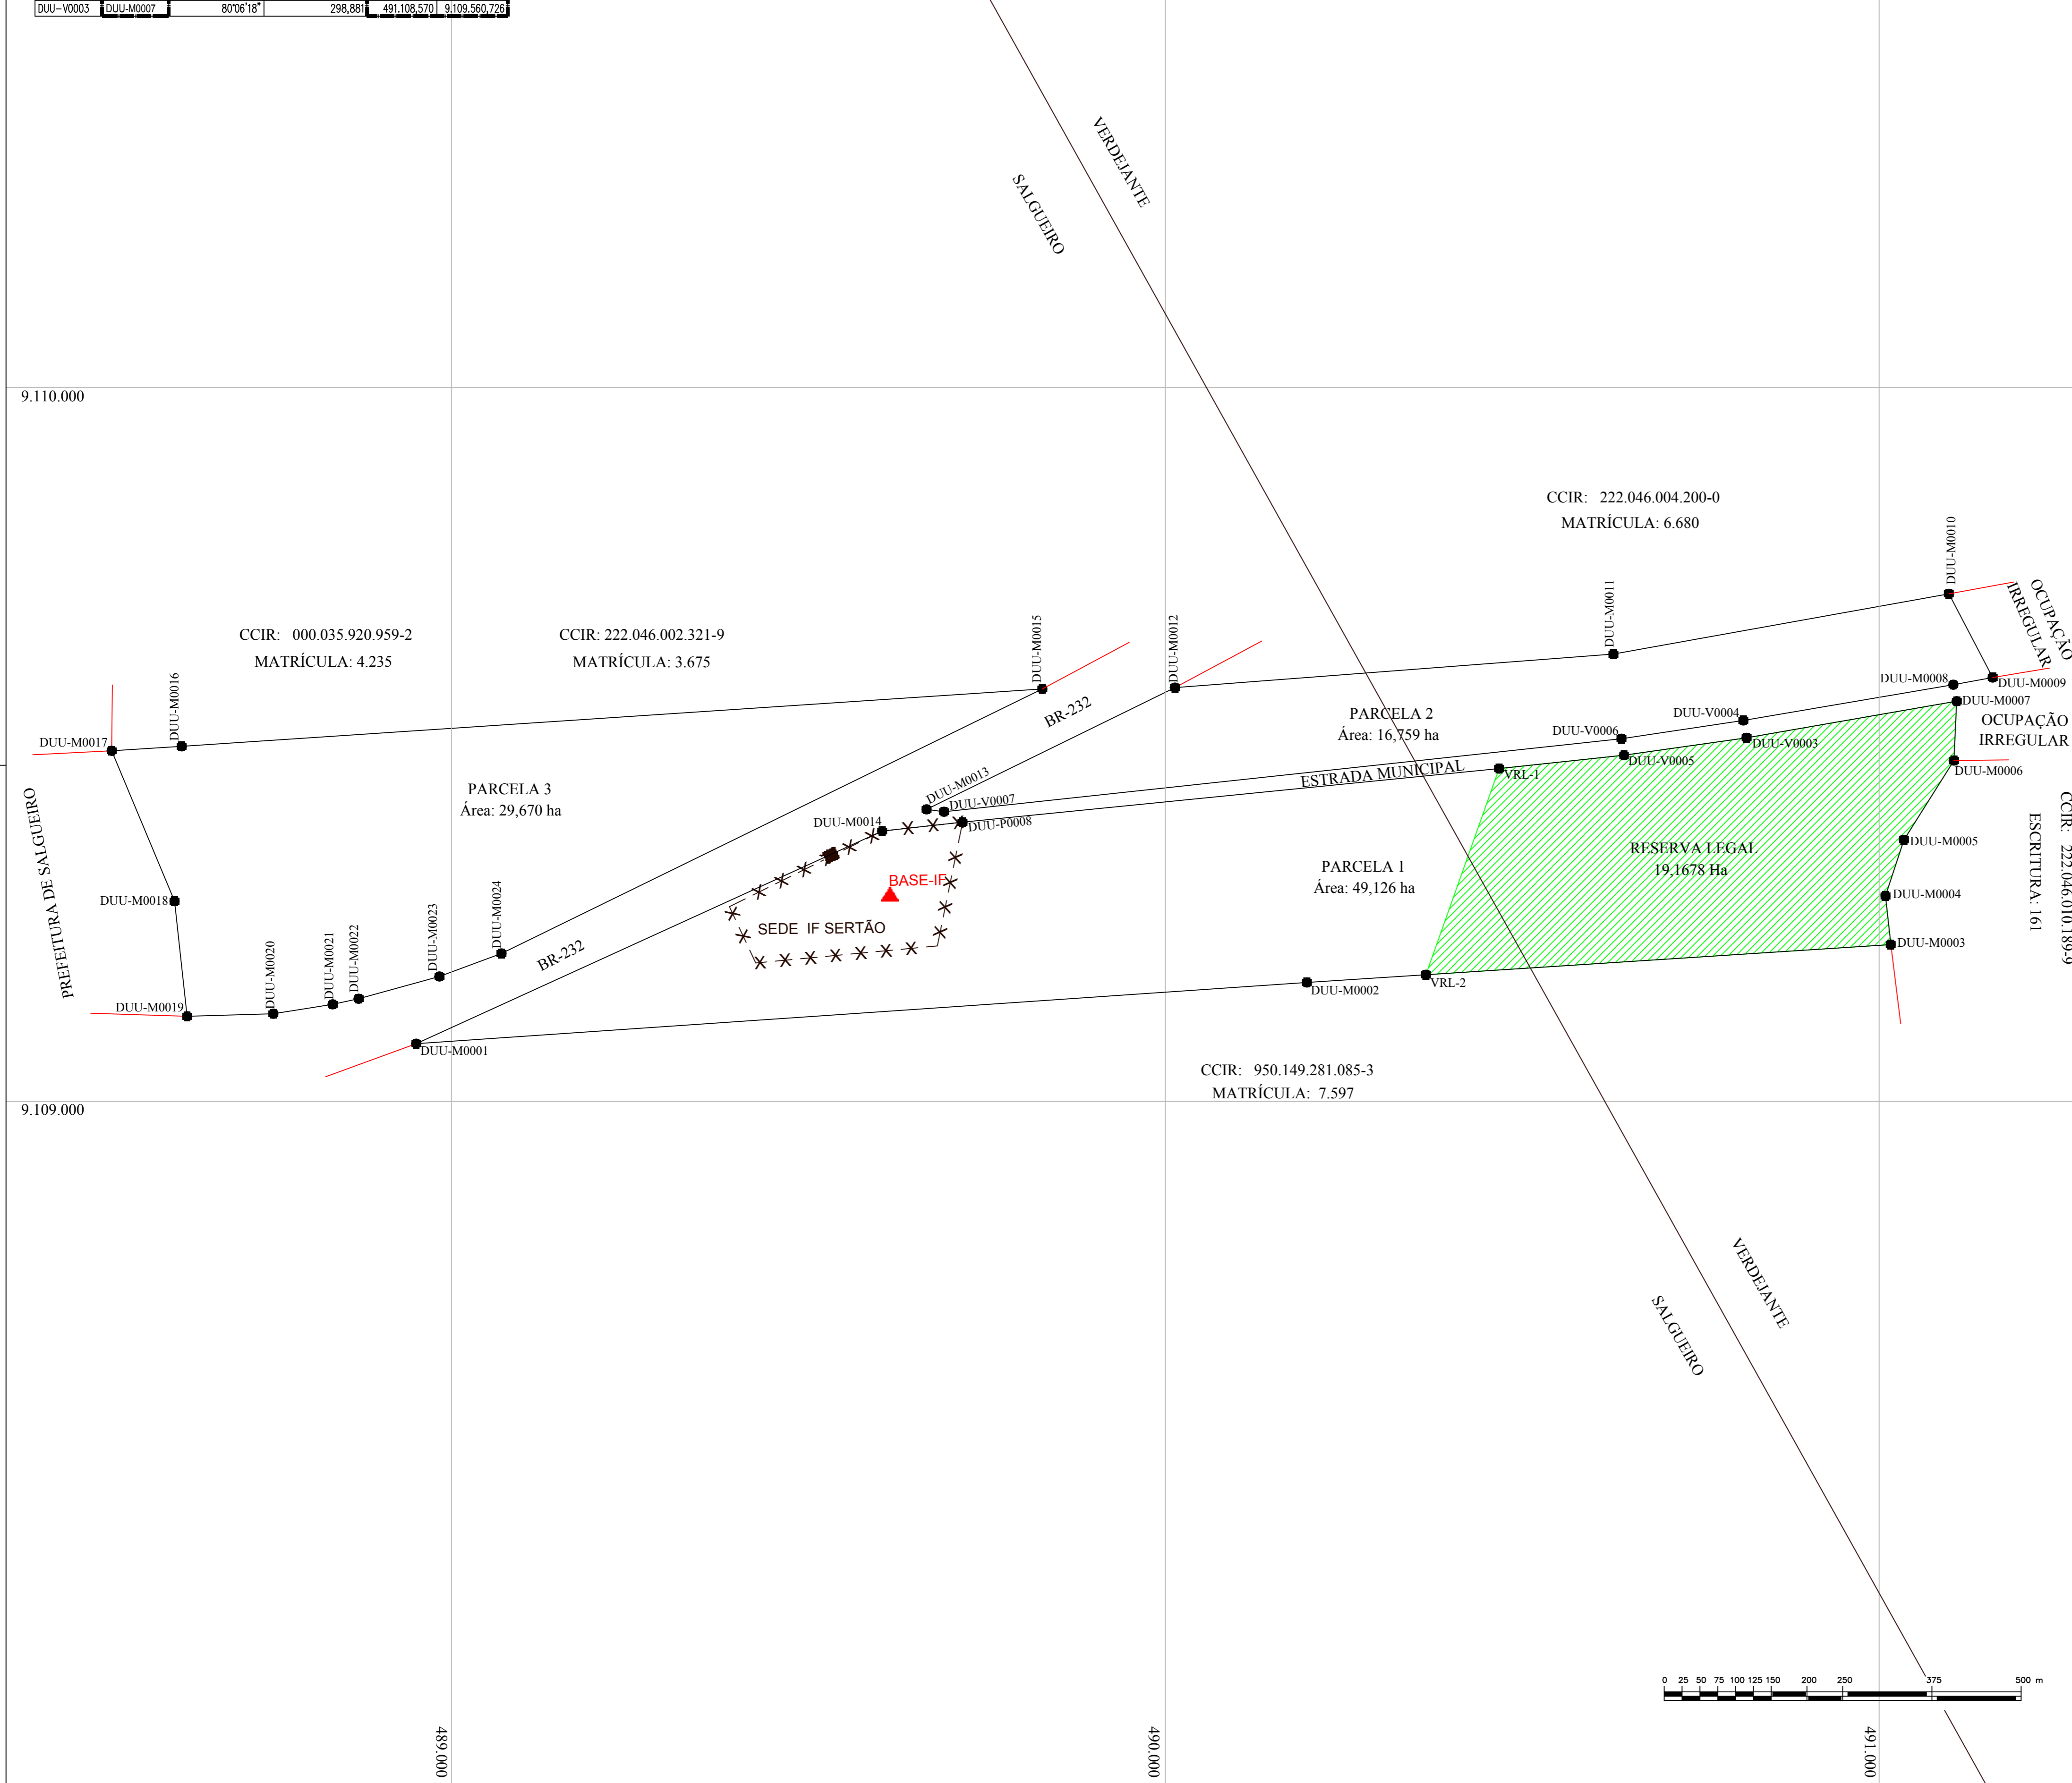 DUU-V0003 DUU-M0007 80°06'18" 298,881 491.108,570 9.109.560,726
VERDEJANTE
SALGUEIRO
9.110.000
CCIR: 222.046.004.200-0
MATRÍCULA: 6.680
DUU-M0010
OCUPAÇÃO
IRREGULAR
DUU-M0011
CCIR: 000.035.920.959-2
MATRÍCULA: 4.235
CCIR: 222.046.002.321-9
MATRÍCULA: 3.675
DUU-M0015
DUU-M0012
BR-232
DUU-M0016
DUU-M0017
DUU-M0008
DUU-M0009
DUU-M0007
PARCELA 2
Área: 16,759 ha
DUU-V0004
DUU-V0006
DUU-V0003
DUU-V0005
OCUPAÇÃO
IRREGULAR
DUU-M0006
ESTRADA MUNICIPAL
VRL-1
PARCELA 3
Área: 29,670 ha
DUU-M0013
DUU-V0007
DUU-M0014
DUU-P0008
PREFEITURA DE SALGUEIRO
CCIR: 222.046.010.189-9
ESCRITURA: 161
DUU-M0005
RESERVA LEGAL
19,1678 Ha
PARCELA 1
Área: 49,126 ha
BASE-IF
DUU-M0004
DUU-M0018
SEDE IF SERTÃO
DUU-M0024
DUU-M0023
BR-232
DUU-M0003
DUU-M0022
DUU-M0021
DUU-M0020
DUU-M0019
DUU-M0002
VRL-2
DUU-M0001
CCIR: 950.149.281.085-3
MATRÍCULA: 7.597
9.109.000
VERDEJANTE
SALGUEIRO
0 25 50 75 100 125 150 200 250 375 500 m
489.000
490.000
491.000